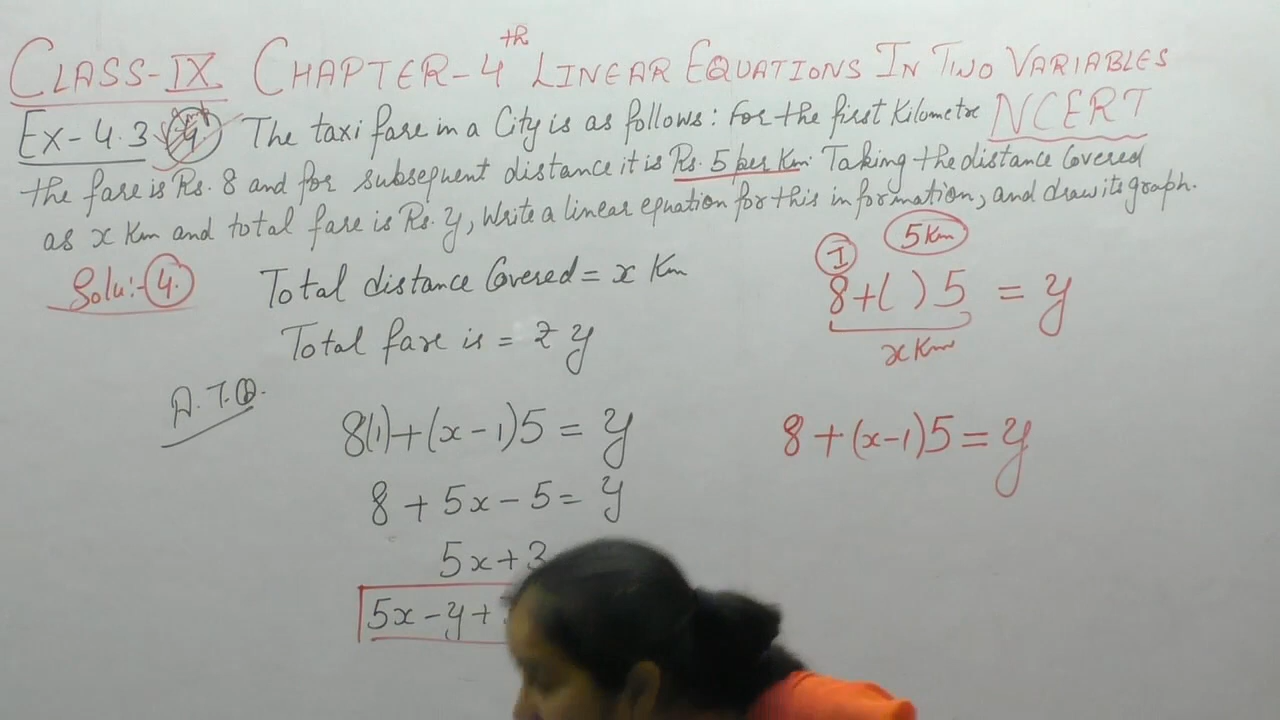 CLASS-IX CHAPTER-4th LINEAR EQUATIONS IN TWO VARIABLES
Ex-4.3 The taxi fare in a City is as follows: For the first Kilometre NCERT
the fare is Rs. 8 and for subsequent distance it is Rs. 5 per Km. Taking the distance Covered
as x Km and total fare is Rs. y, Write a linear equation for this information, and draw its graph.
Solu:- 4. Total distance Covered = x Km
Total fare is = ₹ y
I 5 Km
8+( ) 5 = y
x Km
A.T.Q.
8(1)+(x-1)5 = y
8+(x-1)5 = y
8 + 5x - 5 = y
5x+3
5x-y+